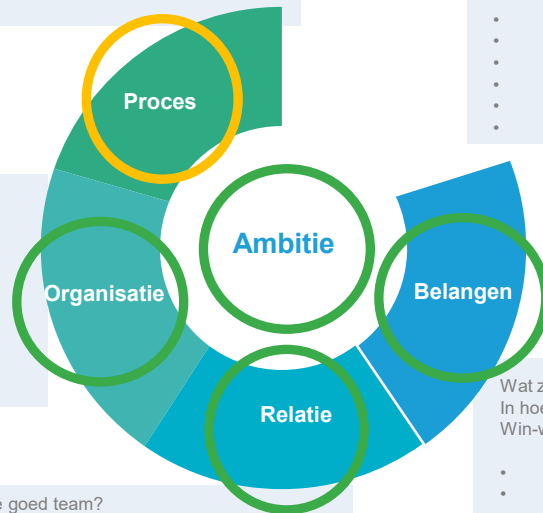 Proces
Ambitie
Organisatie
Belangen
Relatie
Wat z
In hoe
Win-w
e goed team?